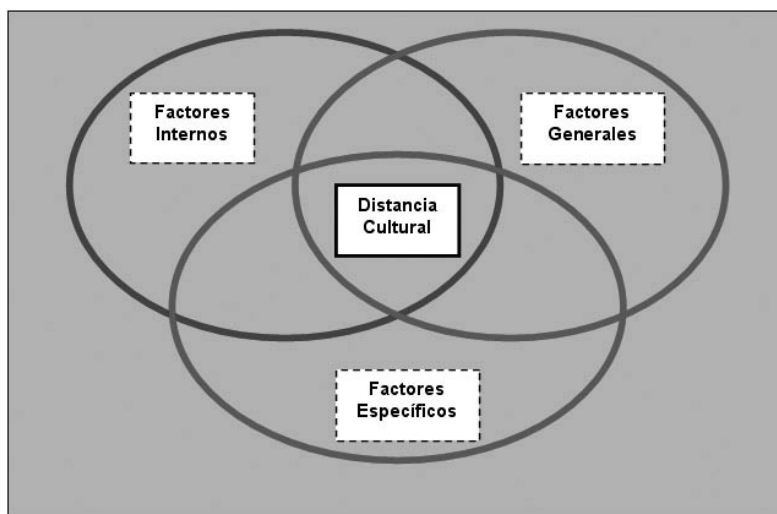 Factores
Internos
Factores
Generales
Distancia
Cultural
Factores
Específicos